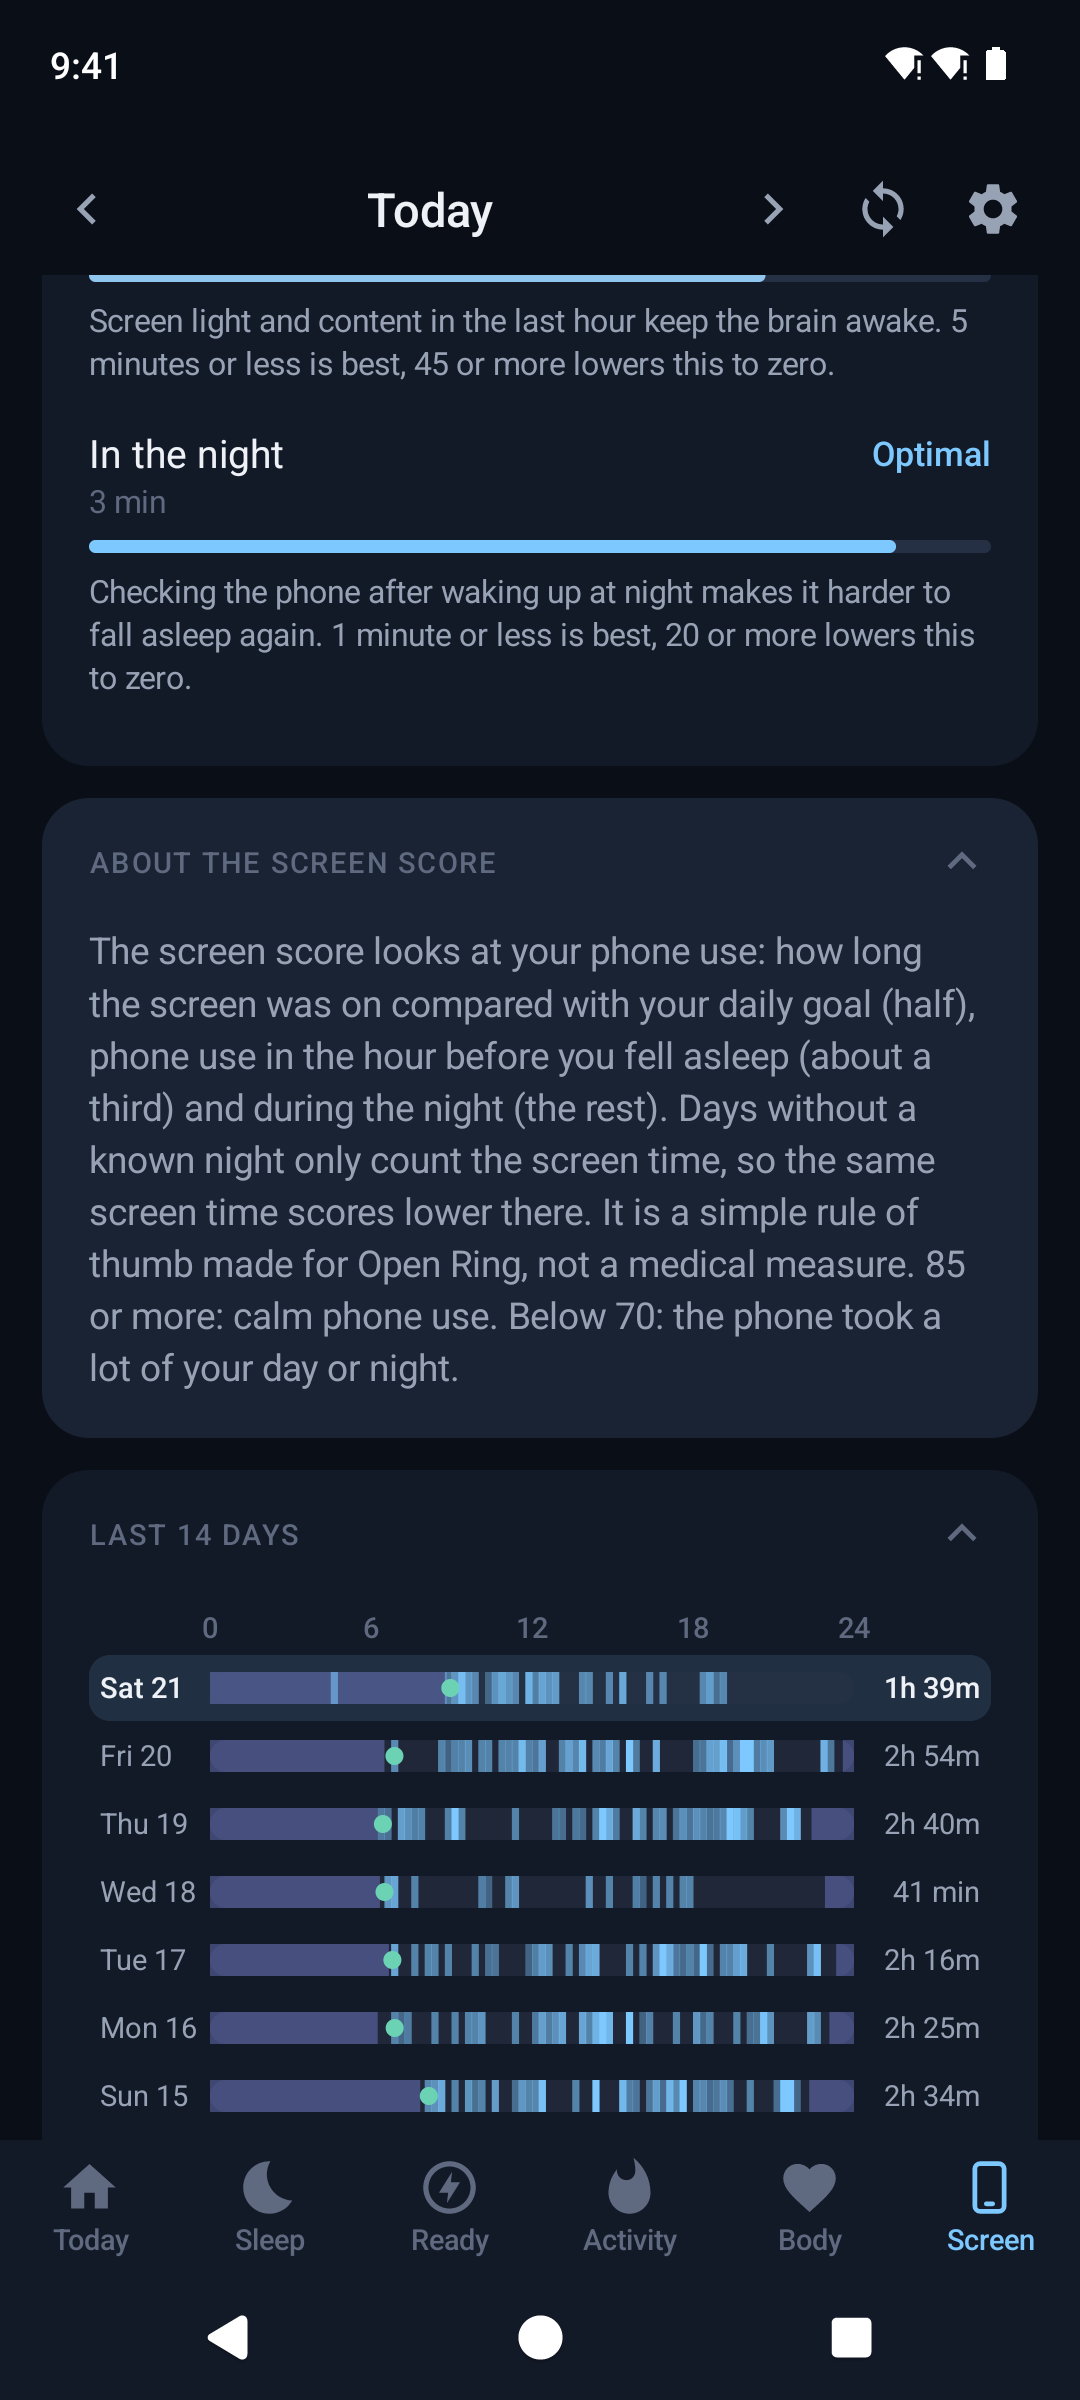 9:41
Today
Screen light and content in the last hour keep the brain awake. 5
minutes or less is best, 45 or more lowers this to zero.
In the night
Optimal
3 min
Checking the phone after waking up at night makes it harder to
fall asleep again. 1 minute or less is best, 20 or more lowers this
to zero.
ABOUT THE SCREEN SCORE
The screen score looks at your phone use: how long
the screen was on compared with your daily goal (half),
phone use in the hour before you fell asleep (about a
third) and during the night (the rest). Days without a
known night only count the screen time, so the same
screen time scores lower there. It is a simple rule of
thumb made for Open Ring, not a medical measure. 85
or more: calm phone use. Below 70: the phone took a
lot of your day or night.
LAST 14 DAYS
0 6 12 18 24
Sat 21 1h 39m
Fri 20 2h 54m
Thu 19 2h 40m
Wed 18 41 min
Tue 17 2h 16m
Mon 16 2h 25m
Sun 15 2h 34m
Today Sleep Ready Activity Body Screen